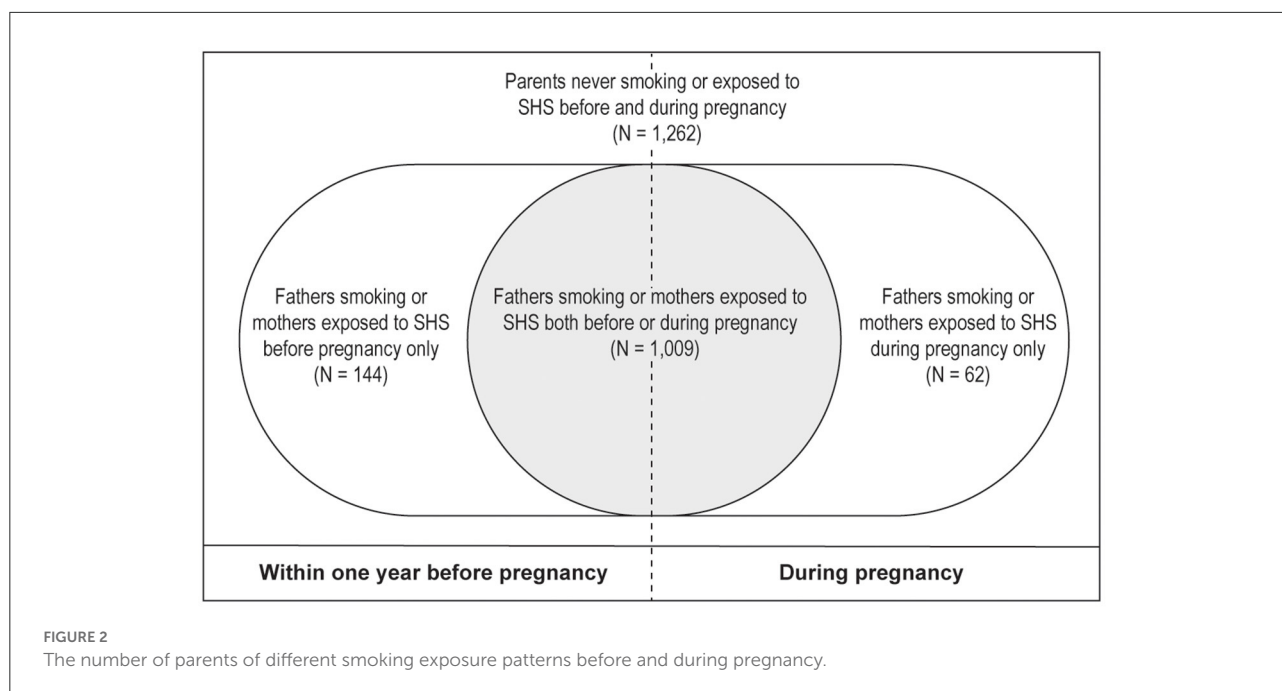 Parents never smoking or exposed to
SHS before and during pregnancy
(N = 1,262)
Fathers smoking or
mothers exposed to SHS
before pregnancy only
(N = 144)
Fathers smoking or mothers exposed to
SHS both before or during pregnancy
(N = 1,009)
Fathers smoking or
mothers exposed to SHS
during pregnancy only
(N = 62)
Within one year before pregnancy
During pregnancy
FIGURE 2
The number of parents of different smoking exposure patterns before and during pregnancy.